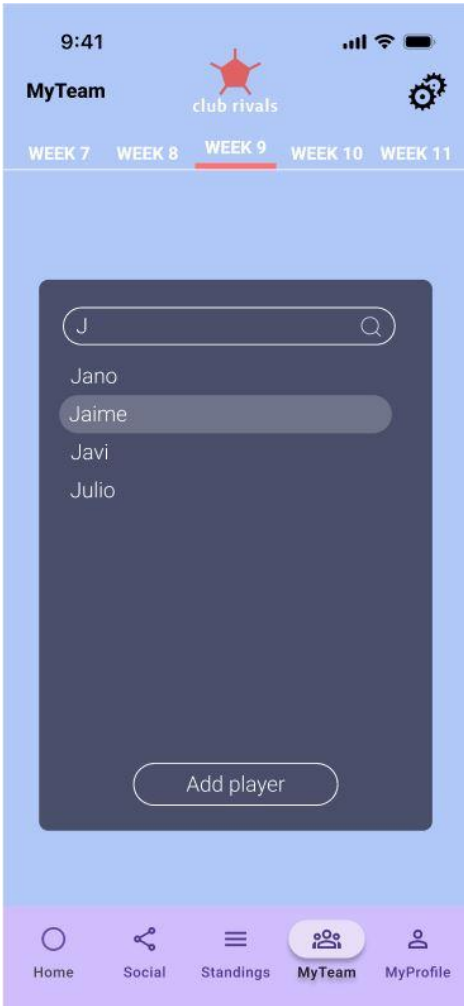 9:41
MyTeam
club rivals
WEEK 7 WEEK 8 WEEK 9 WEEK 10 WEEK 11
J
Jano
Jaime
Javi
Julio
Add player
Home Social Standings MyTeam MyProfile